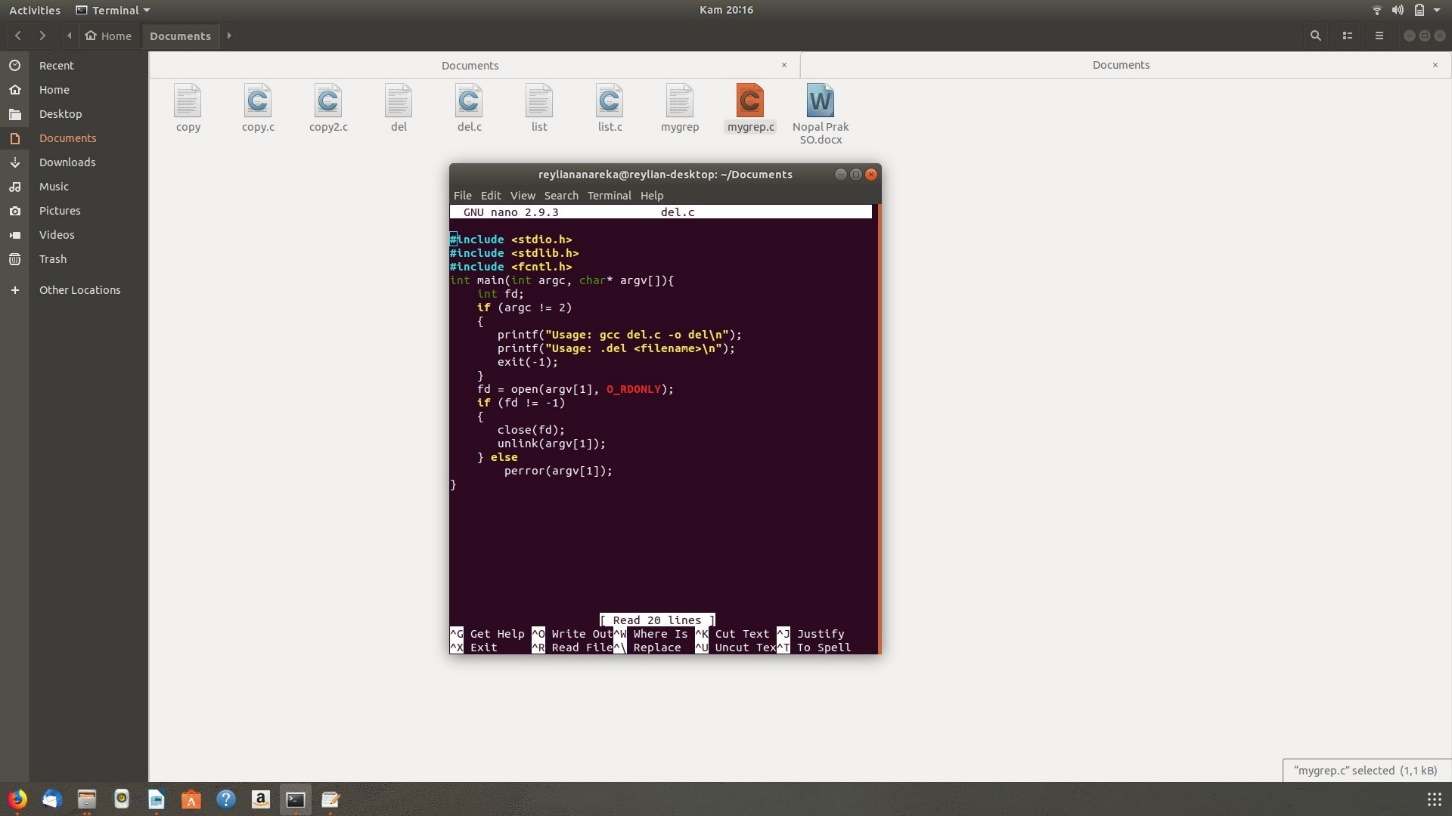 Activities Terminal Kam 20:16
Home Documents
Recent
Home
Desktop
Documents
Downloads
Music
Pictures
Videos
Trash
+ Other Locations
Documents × Documents ×
copy copy.c copy2.c del del.c list list.c mygrep mygrep.c Nopal Prak SO.docx
reyliananareka@reylian-desktop: ~/Documents
File Edit View Search Terminal Help
GNU nano 2.9.3 del.c
#include <stdio.h>
#include <stdlib.h>
#include <fcntl.h>
int main(int argc, char* argv[]){
    int fd;
    if (argc != 2)
    {
       printf("Usage: gcc del.c -o del\n");
       printf("Usage: .del <filename>\n");
       exit(-1);
    }
    fd = open(argv[1], O_RDONLY);
    if (fd != -1)
    {
       close(fd);
       unlink(argv[1]);
    } else
        perror(argv[1]);
}
[ Read 20 lines ]
^G Get Help ^O Write Out^W Where Is ^K Cut Text ^J Justify
^X Exit ^R Read File^\ Replace ^U Uncut Tex^T To Spell
"mygrep.c" selected (1,1 kB)